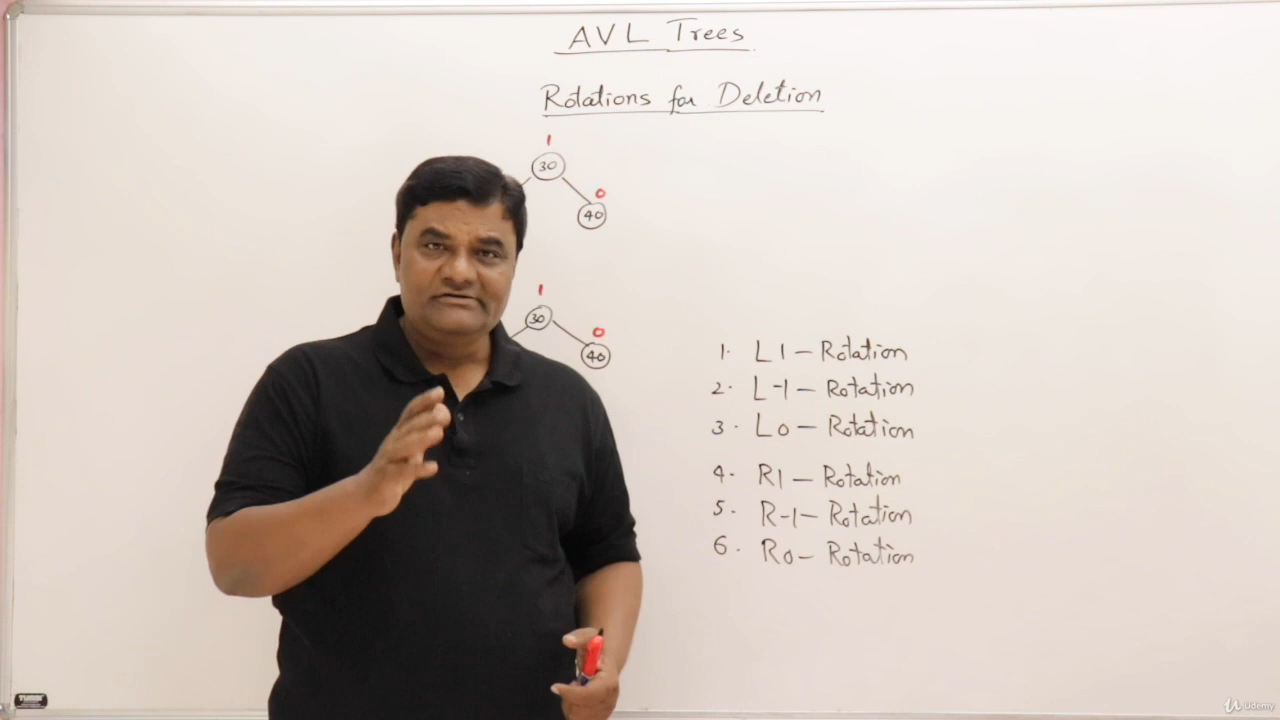 AVL Trees
Rotations for Deletion
1
30
0
40
1
30
0
40
1. L1 – Rotation
2. L-1 – Rotation
3. L0 – Rotation
4. R1 – Rotation
5. R-1 – Rotation
6. R0 – Rotation
Udemy